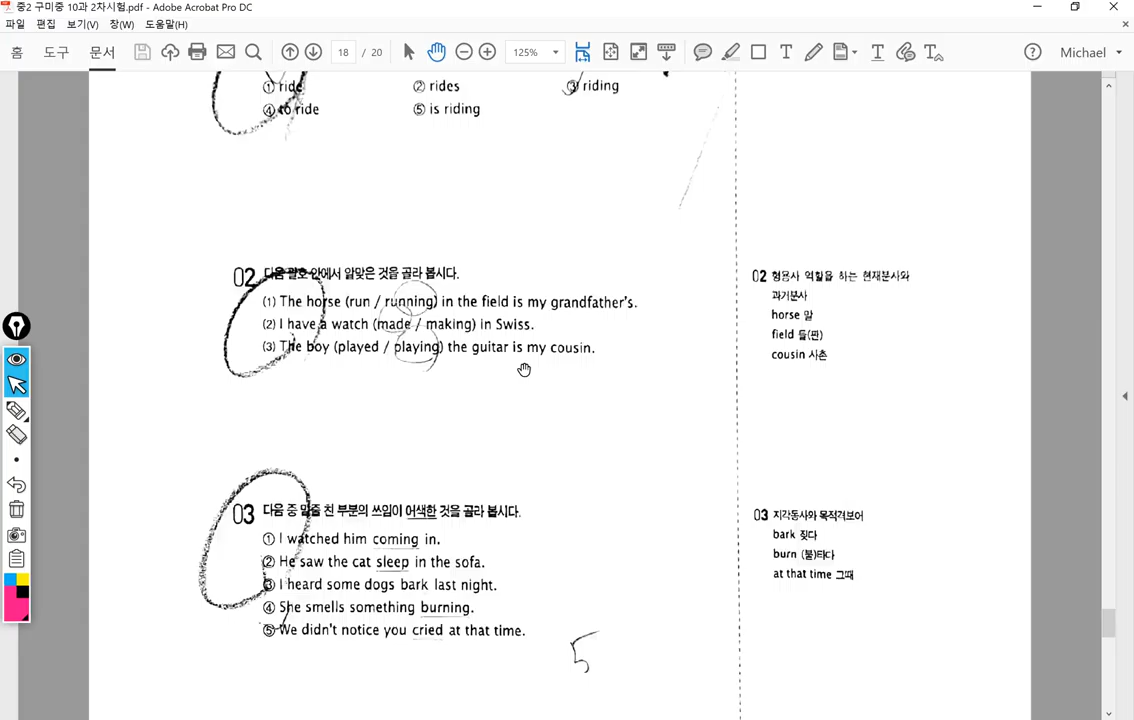 중2 구미중 10과 2차시험.pdf - Adobe Acrobat Pro DC
파일 편집 보기(V) 창(W) 도움말(H)
홈 도구 문서 18 / 20 125% Michael
① ride ② rides ③ riding
④ to ride ⑤ is riding
02 다음 괄호 안에서 알맞은 것을 골라 봅시다.
(1) The horse (run / running) in the field is my grandfather's.
(2) I have a watch (made / making) in Swiss.
(3) The boy (played / playing) the guitar is my cousin.
02 형용사 역할을 하는 현재분사와
과거분사
horse 말
field 들(판)
cousin 사촌
03 다음 중 밑줄 친 부분의 쓰임이 어색한 것을 골라 봅시다.
① I watched him coming in.
② He saw the cat sleep in the sofa.
③ I heard some dogs bark last night.
④ She smells something burning.
⑤ We didn't notice you cried at that time.
5
03 지각동사와 목적격보어
bark 짖다
burn (불)타다
at that time 그때